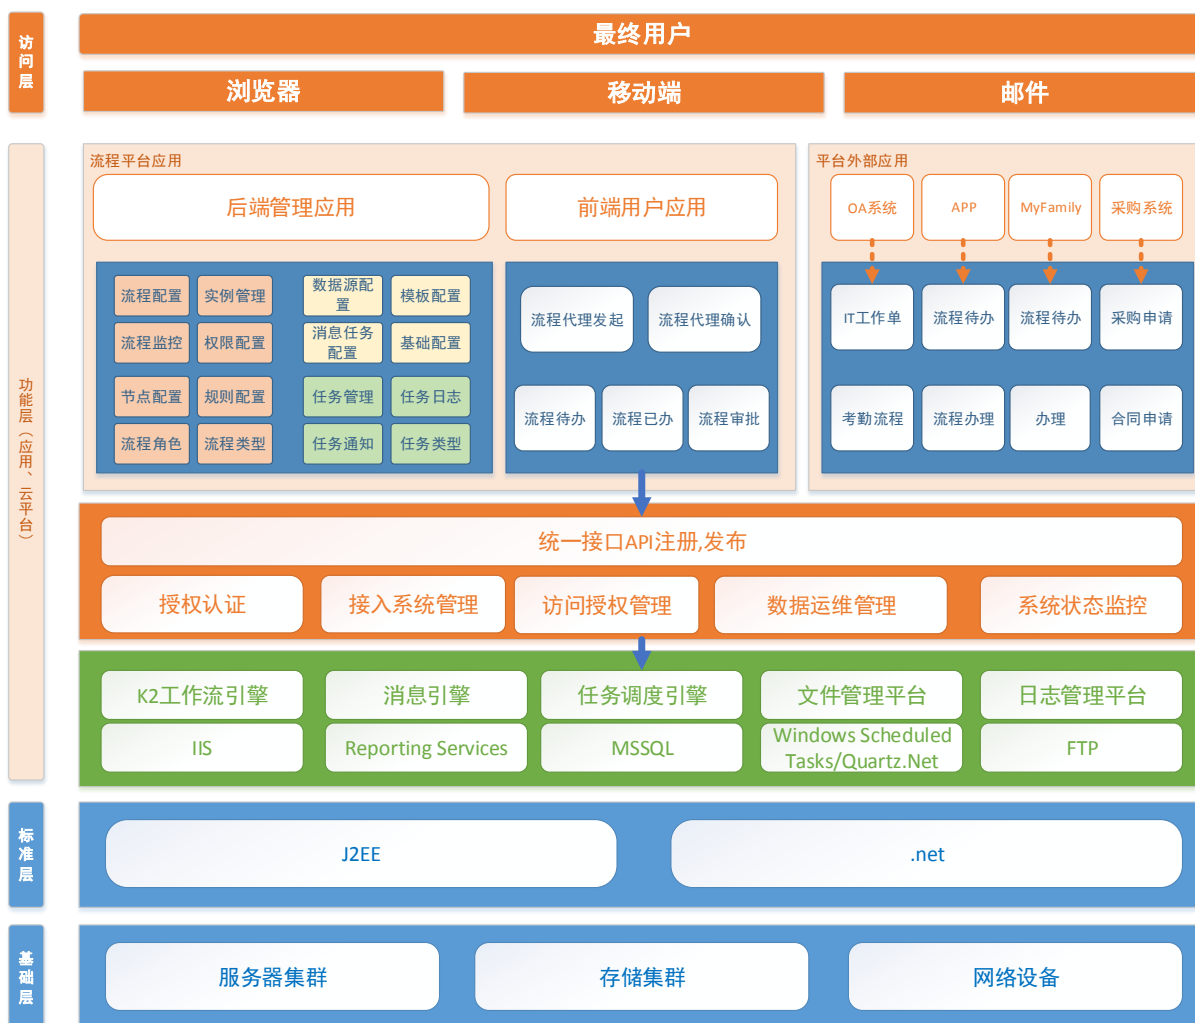 访问层
最终用户
浏览器
移动端
邮件
功能层（应用、云平台）
流程平台应用
后端管理应用
前端用户应用
流程配置
实例管理
数据源配
置
模板配置
流程监控
权限配置
消息任务
配置
基础配置
节点配置
规则配置
任务管理
任务日志
流程角色
流程类型
任务通知
任务类型
流程代理发起
流程代理确认
流程待办
流程已办
流程审批
平台外部应用
OA系统
APP
MyFamily
采购系统
IT工作单
流程待办
流程待办
采购申请
考勤流程
流程办理
办理
合同申请
统一接口API注册,发布
授权认证
接入系统管理
访问授权管理
数据运维管理
系统状态监控
K2工作流引擎
消息引擎
任务调度引擎
文件管理平台
日志管理平台
IIS
Reporting Services
MSSQL
Windows Scheduled
Tasks/Quartz.Net
FTP
标准层
J2EE
.net
基础层
服务器集群
存储集群
网络设备